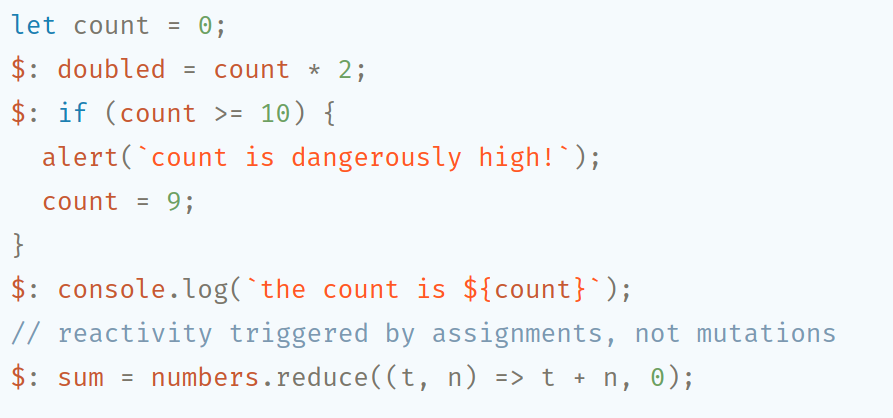 let count = 0;
$: doubled = count * 2;
$: if (count >= 10) {
  alert(`count is dangerously high!`);
  count = 9;
}
$: console.log(`the count is ${count}`);
// reactivity triggered by assignments, not mutations
$: sum = numbers.reduce((t, n) => t + n, 0);